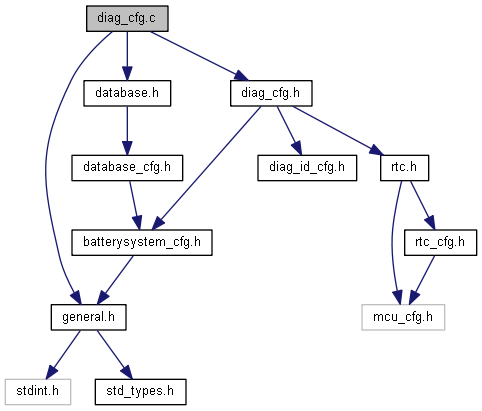 diag_cfg.c
database.h
diag_cfg.h
database_cfg.h
diag_id_cfg.h
rtc.h
batterysystem_cfg.h
rtc_cfg.h
general.h
mcu_cfg.h
stdint.h
std_types.h